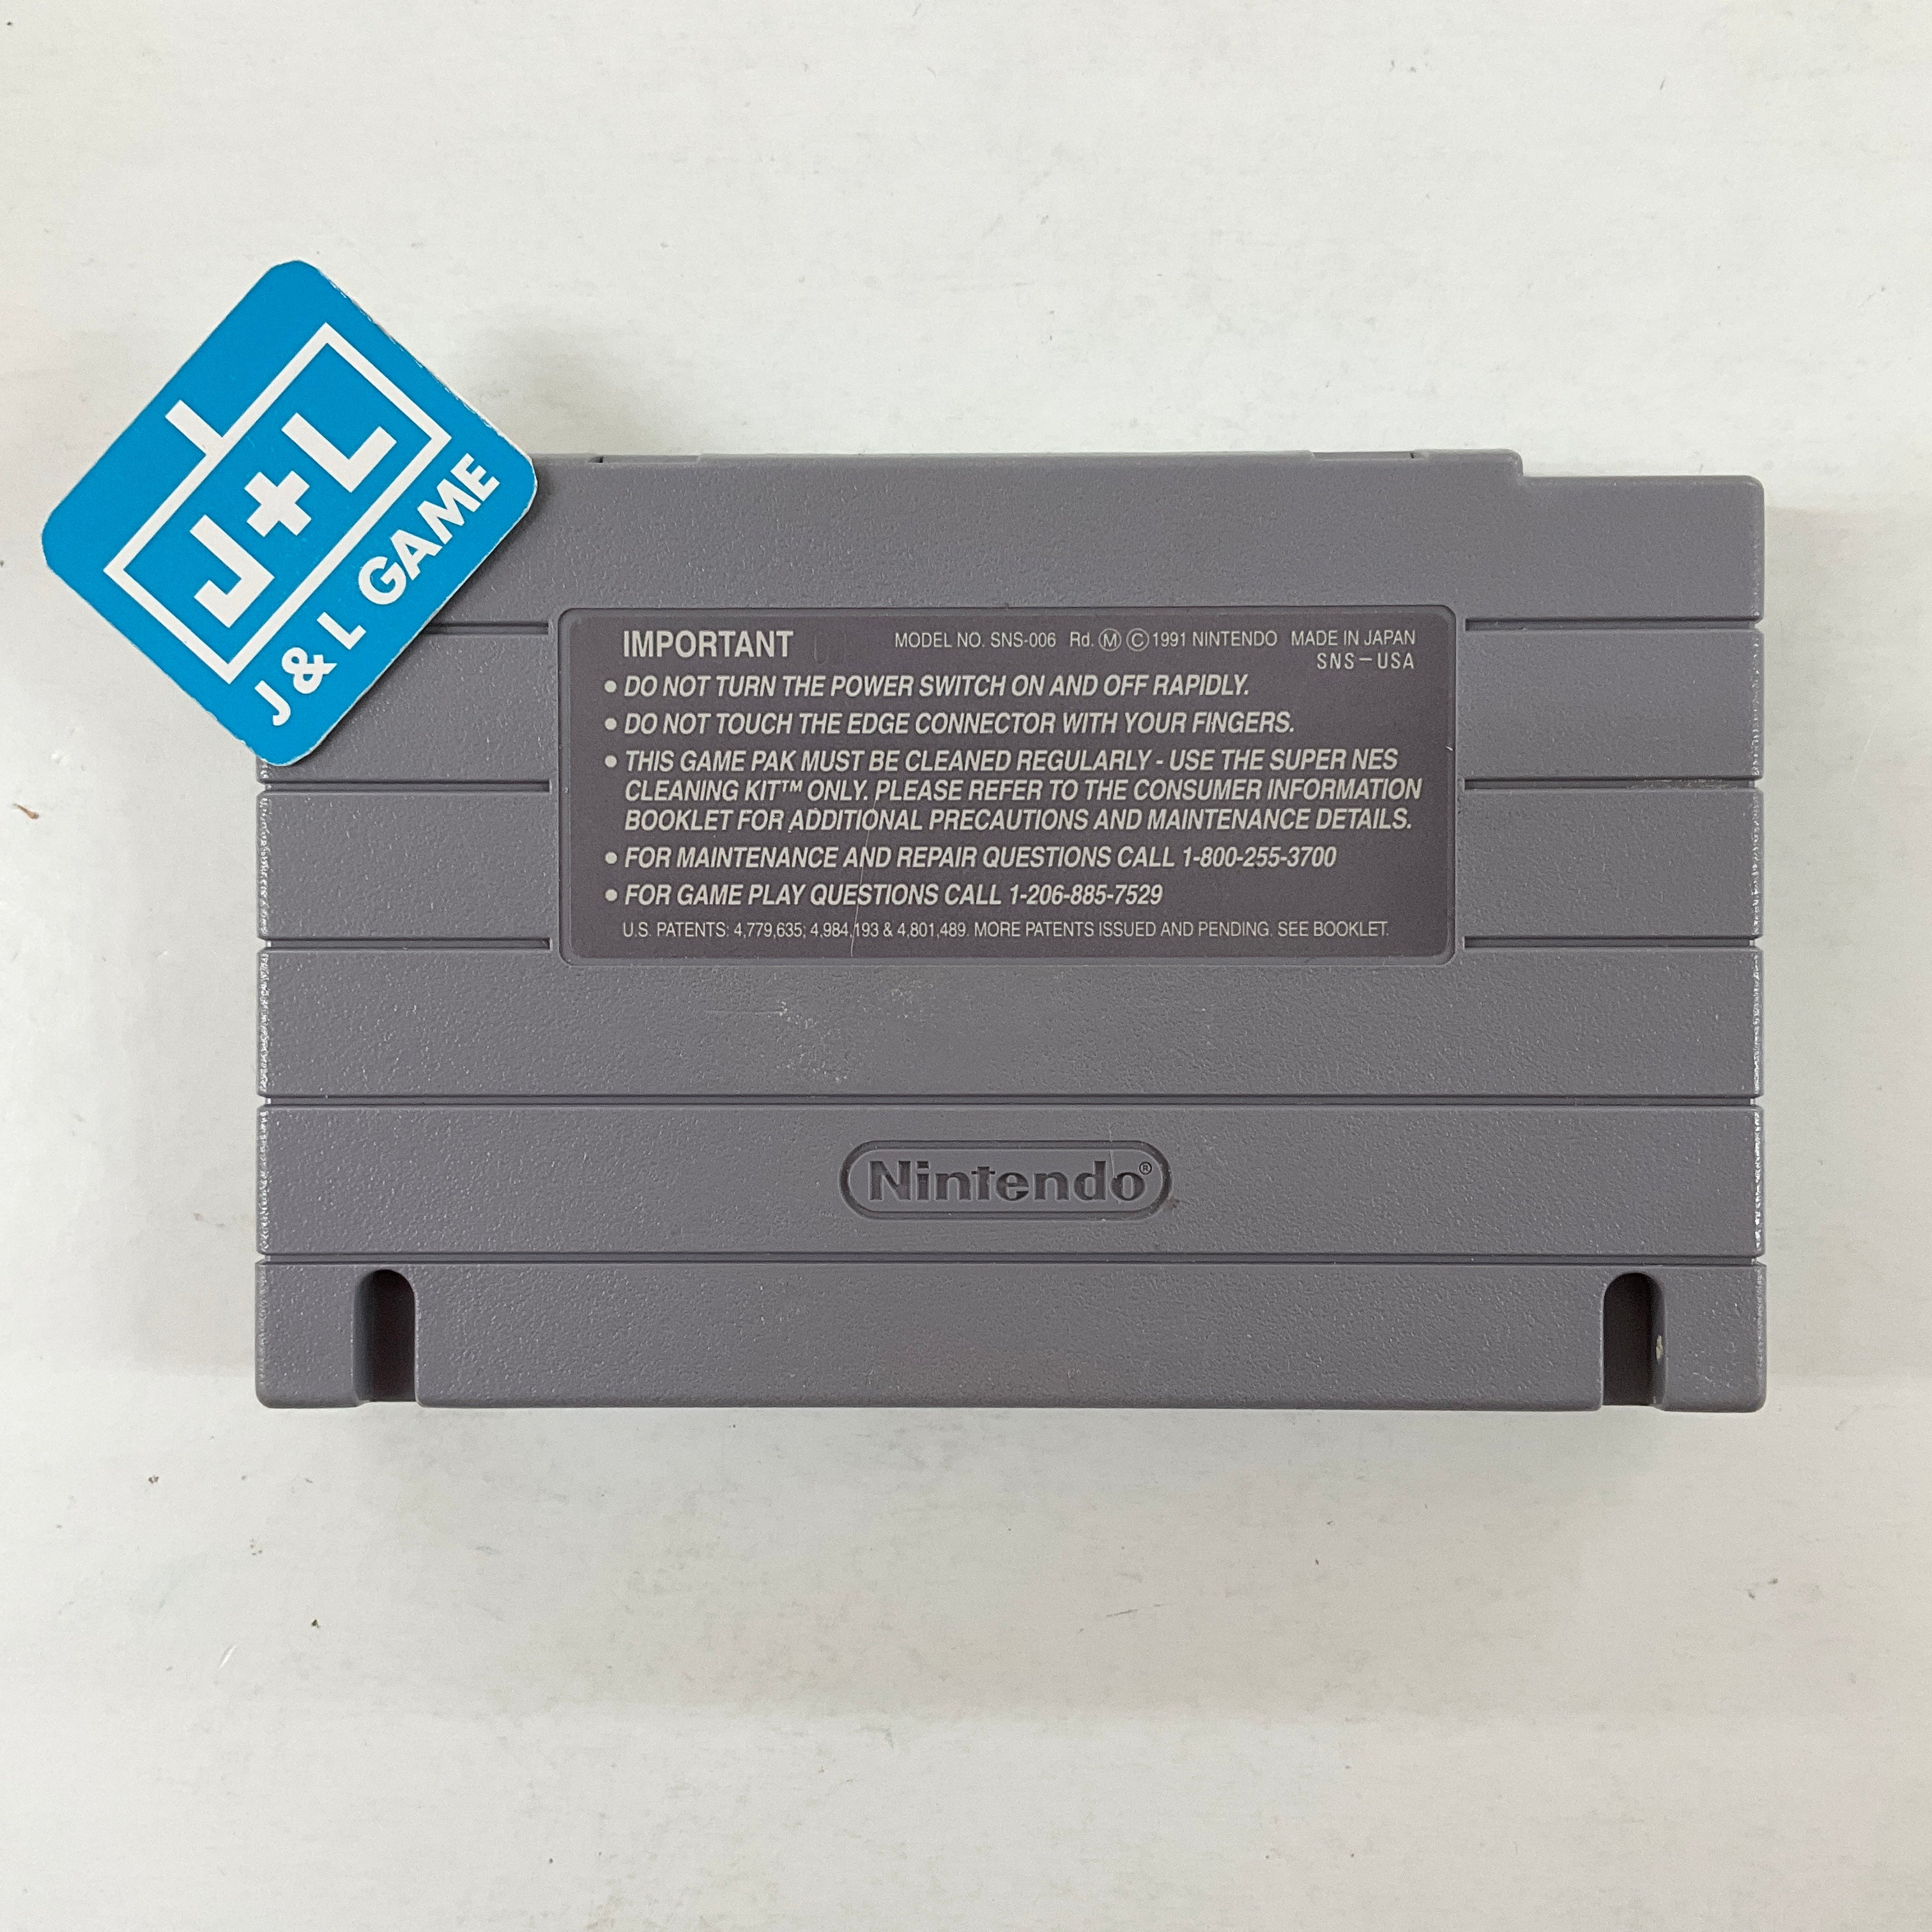 J+L
J & L GAME
IMPORTANT MODEL NO. SNS-006 Rd. Ⓜ ©1991 NINTENDO MADE IN JAPAN
SNS-USA
• DO NOT TURN THE POWER SWITCH ON AND OFF RAPIDLY.
• DO NOT TOUCH THE EDGE CONNECTOR WITH YOUR FINGERS.
• THIS GAME PAK MUST BE CLEANED REGULARLY - USE THE SUPER NES
CLEANING KIT™ ONLY. PLEASE REFER TO THE CONSUMER INFORMATION
BOOKLET FOR ADDITIONAL PRECAUTIONS AND MAINTENANCE DETAILS.
• FOR MAINTENANCE AND REPAIR QUESTIONS CALL 1-800-255-3700
• FOR GAME PLAY QUESTIONS CALL 1-206-885-7529
U.S. PATENTS: 4,779,635; 4,984,193 & 4,801,489. MORE PATENTS ISSUED AND PENDING. SEE BOOKLET.
Nintendo®